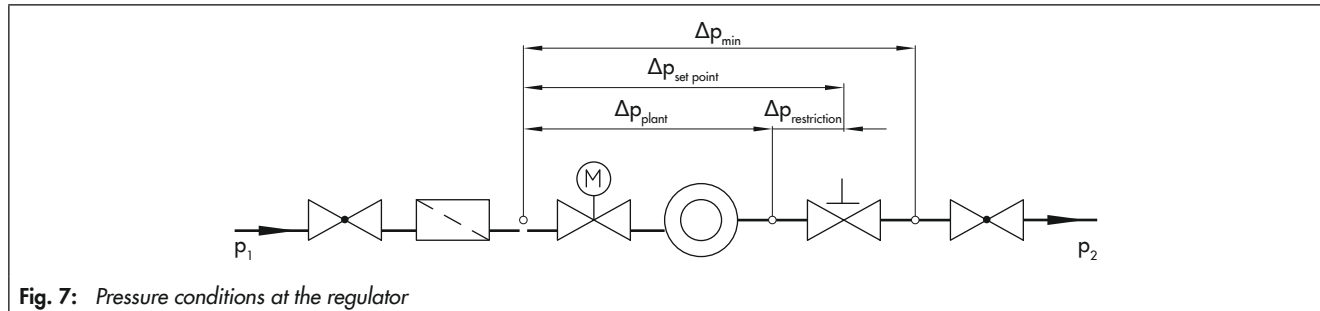 Δp_min
Δp_set point
Δp_plant Δp_restriction
M
p_1 p_2
Fig. 7: Pressure conditions at the regulator